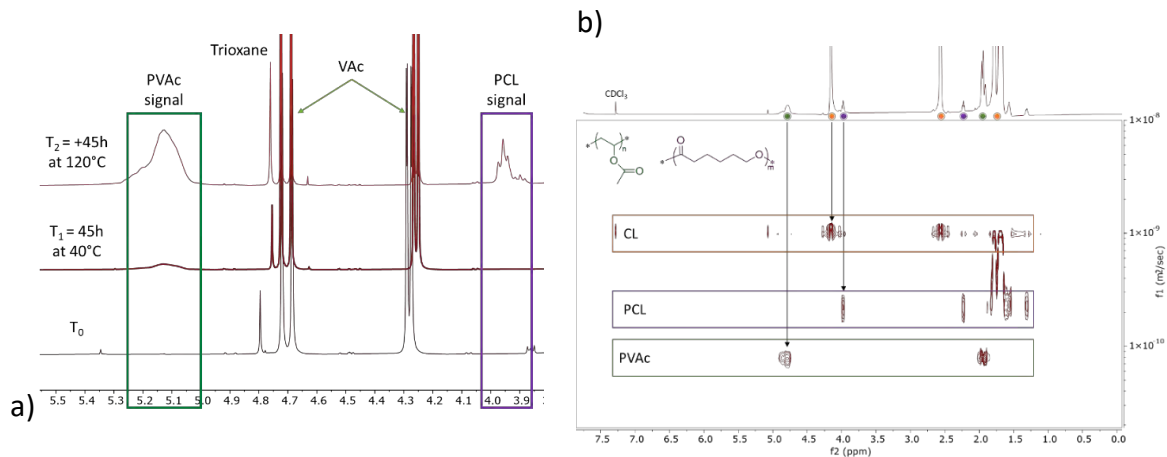 a)
Trioxane
VAc
PVAc
signal
PCL
signal
T2 = +45h
at 120°C
T1 = 45h
at 40°C
T0
5.5 5.4 5.3 5.2 5.1 5.0 4.9 4.8 4.7 4.6 4.5 4.4 4.3 4.2 4.1 4.0 3.9
b)
CDCl3
* n *
O
O
O
* O * m
CL
PCL
PVAc
1×10⁻⁸
1×10⁻⁹
1×10⁻¹⁰
f1 (m2/sec)
7.5 7.0 6.5 6.0 5.5 5.0 4.5 4.0 3.5 3.0 2.5 2.0 1.5 1.0 0.5 0.0
f2 (ppm)